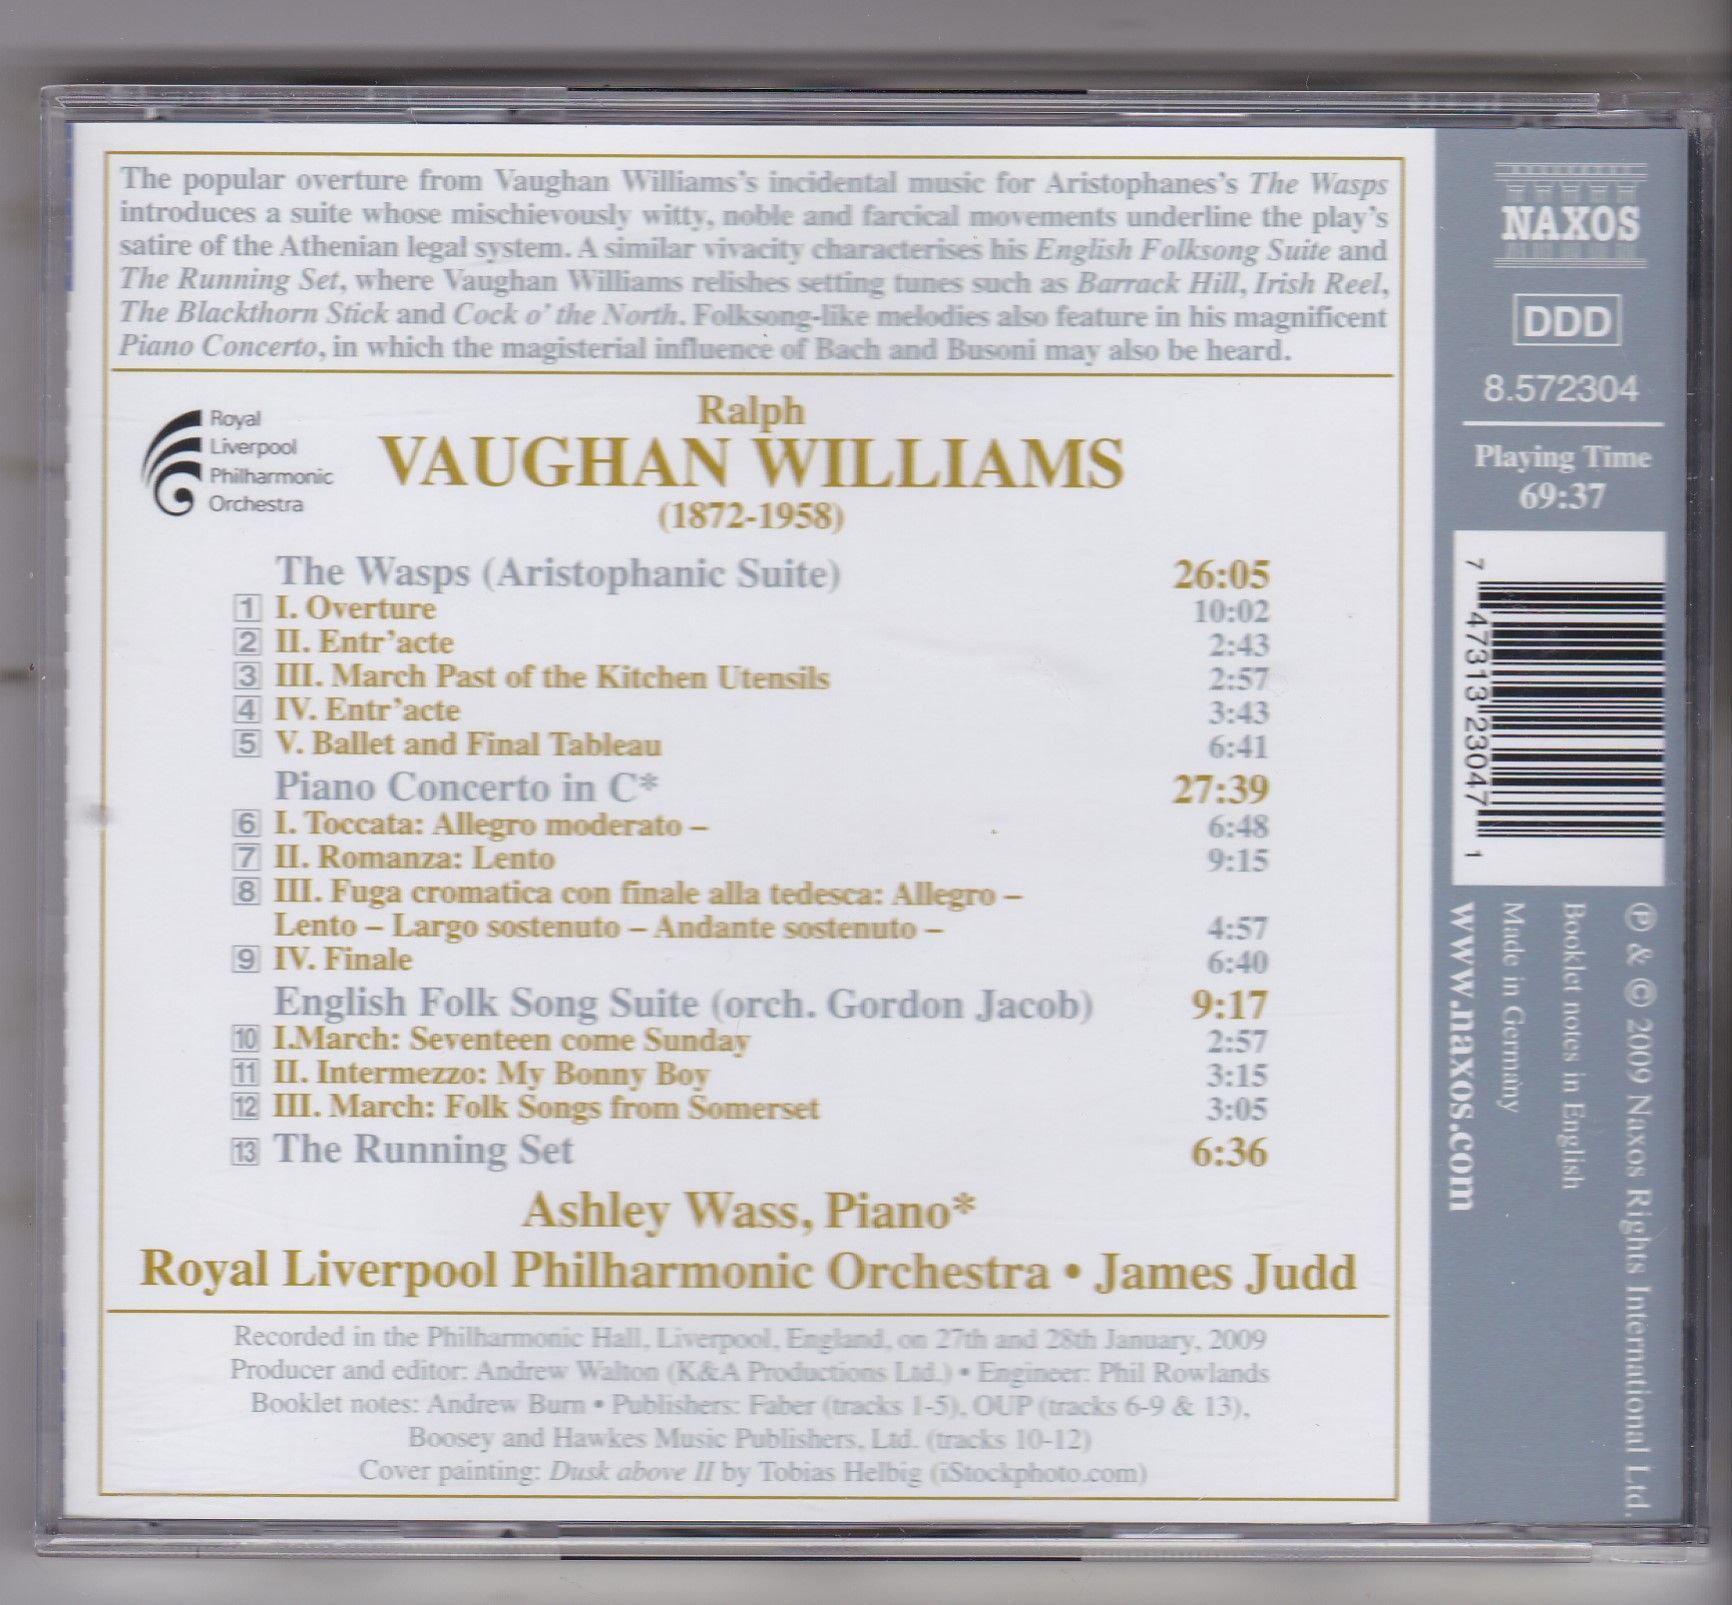 The popular overture from Vaughan Williams's incidental music for Aristophanes's The Wasps
introduces a suite whose mischievously witty, noble and farcical movements underline the play's
satire of the Athenian legal system. A similar vivacity characterises his English Folksong Suite and
The Running Set, where Vaughan Williams relishes setting tunes such as Barrack Hill, Irish Reel,
The Blackthorn Stick and Cock o' the North. Folksong-like melodies also feature in his magnificent
Piano Concerto, in which the magisterial influence of Bach and Busoni may also be heard.
Royal
Liverpool
Philharmonic
Orchestra
Ralph
VAUGHAN WILLIAMS
(1872-1958)
The Wasps (Aristophanic Suite) 26:05
1 I. Overture 10:02
2 II. Entr'acte 2:43
3 III. March Past of the Kitchen Utensils 2:57
4 IV. Entr'acte 3:43
5 V. Ballet and Final Tableau 6:41
Piano Concerto in C* 27:39
6 I. Toccata: Allegro moderato – 6:48
7 II. Romanza: Lento 9:15
8 III. Fuga cromatica con finale alla tedesca: Allegro –
Lento – Largo sostenuto – Andante sostenuto – 4:57
9 IV. Finale 6:40
English Folk Song Suite (orch. Gordon Jacob) 9:17
10 I.March: Seventeen come Sunday 2:57
11 II. Intermezzo: My Bonny Boy 3:15
12 III. March: Folk Songs from Somerset 3:05
13 The Running Set 6:36
Ashley Wass, Piano*
Royal Liverpool Philharmonic Orchestra • James Judd
Recorded in the Philharmonic Hall, Liverpool, England, on 27th and 28th January, 2009
Producer and editor: Andrew Walton (K&A Productions Ltd.) • Engineer: Phil Rowlands
Booklet notes: Andrew Burn • Publishers: Faber (tracks 1-5), OUP (tracks 6-9 & 13),
Boosey and Hawkes Music Publishers, Ltd. (tracks 10-12)
Cover painting: Dusk above II by Tobias Helbig (iStockphoto.com)
NAXOS
DDD
8.572304
Playing Time
69:37
7 47313 23047 1
℗ & © 2009 Naxos Rights International Ltd.
Booklet notes in English
Made in Germany
www.naxos.com